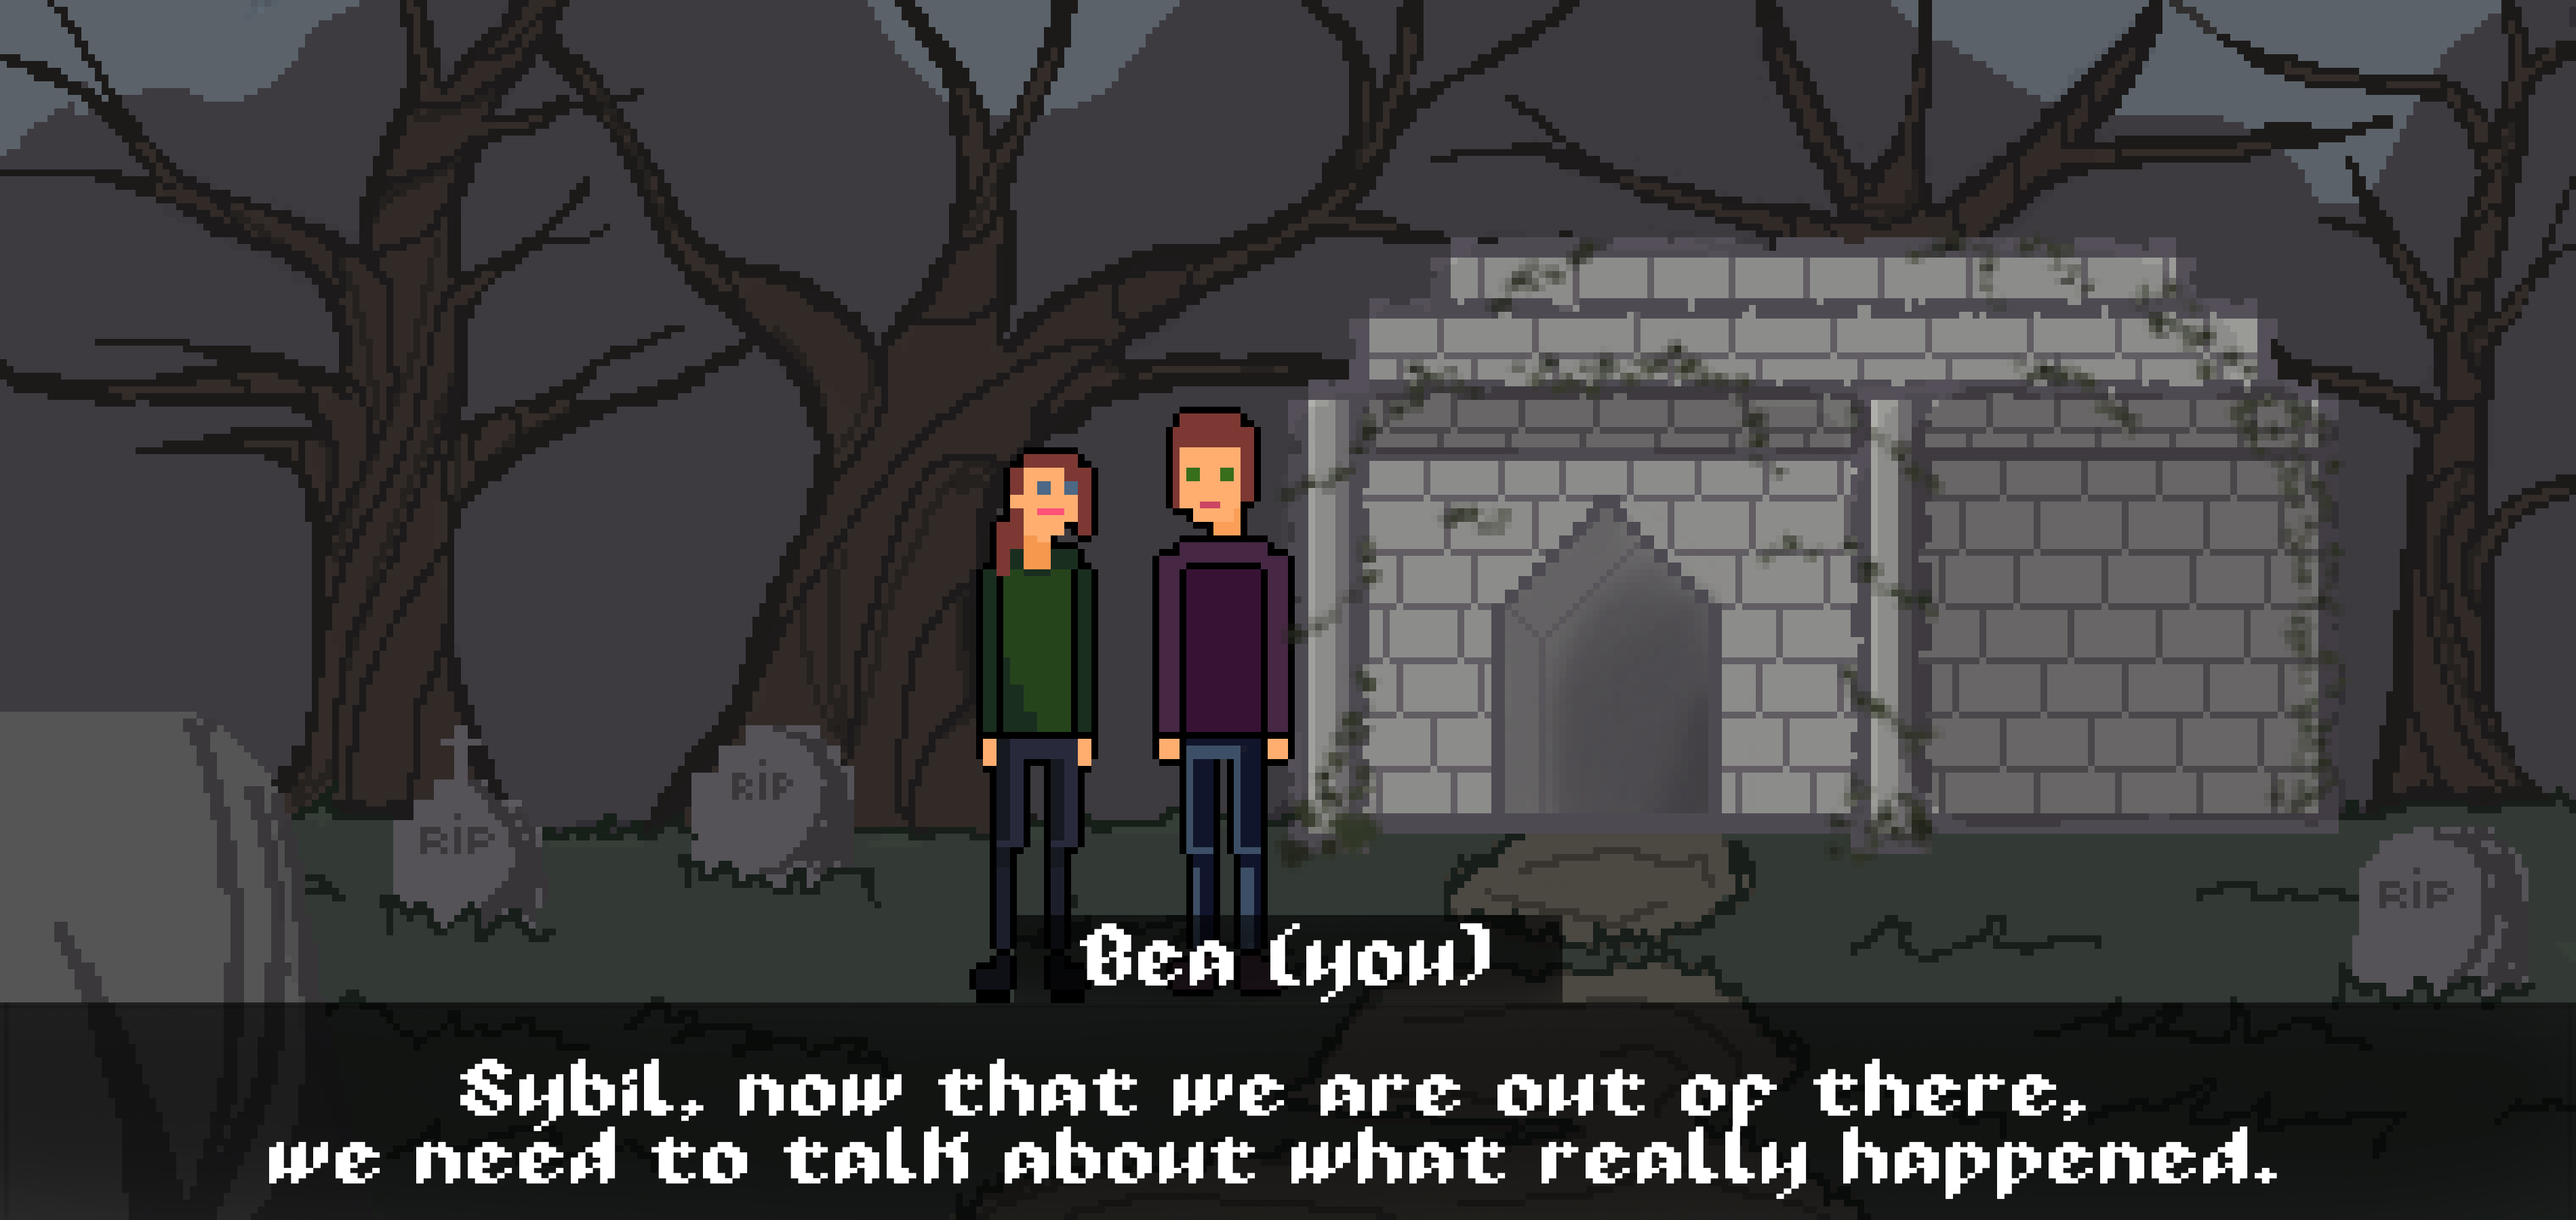 RIP
RIP
RIP
Bea (you)
Sybil, now that we are out of there,
we need to talk about what really happened.